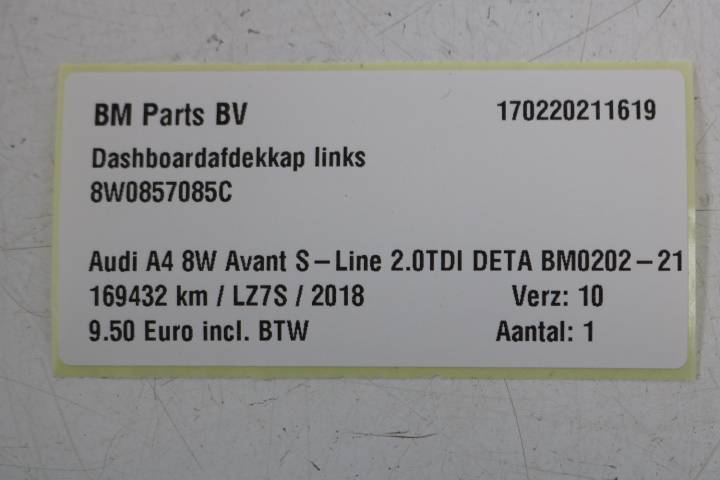 BM Parts BV 170220211619
Dashboardafdekkap links
8W0857085C
Audi A4 8W Avant S-Line 2.0TDI DETA BM0202-21
169432 km / LZ7S / 2018 Verz: 10
9.50 Euro incl. BTW Aantal: 1